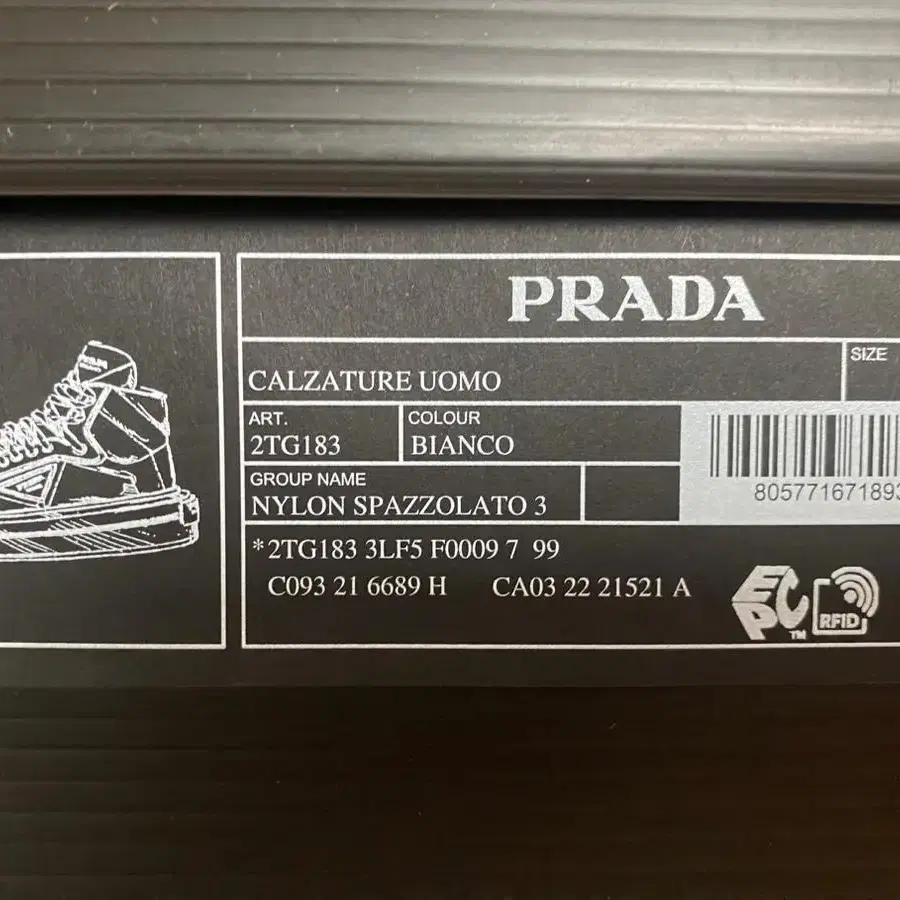 PRADA
CALZATURE UOMO
SIZE
ART.
2TG183
COLOUR
BIANCO
GROUP NAME
NYLON SPAZZOLATO 3
805771671893
*2TG183 3LF5 F0009 7 99
C093 21 6689 H CA03 22 21521 A
EPC
TM
RFID